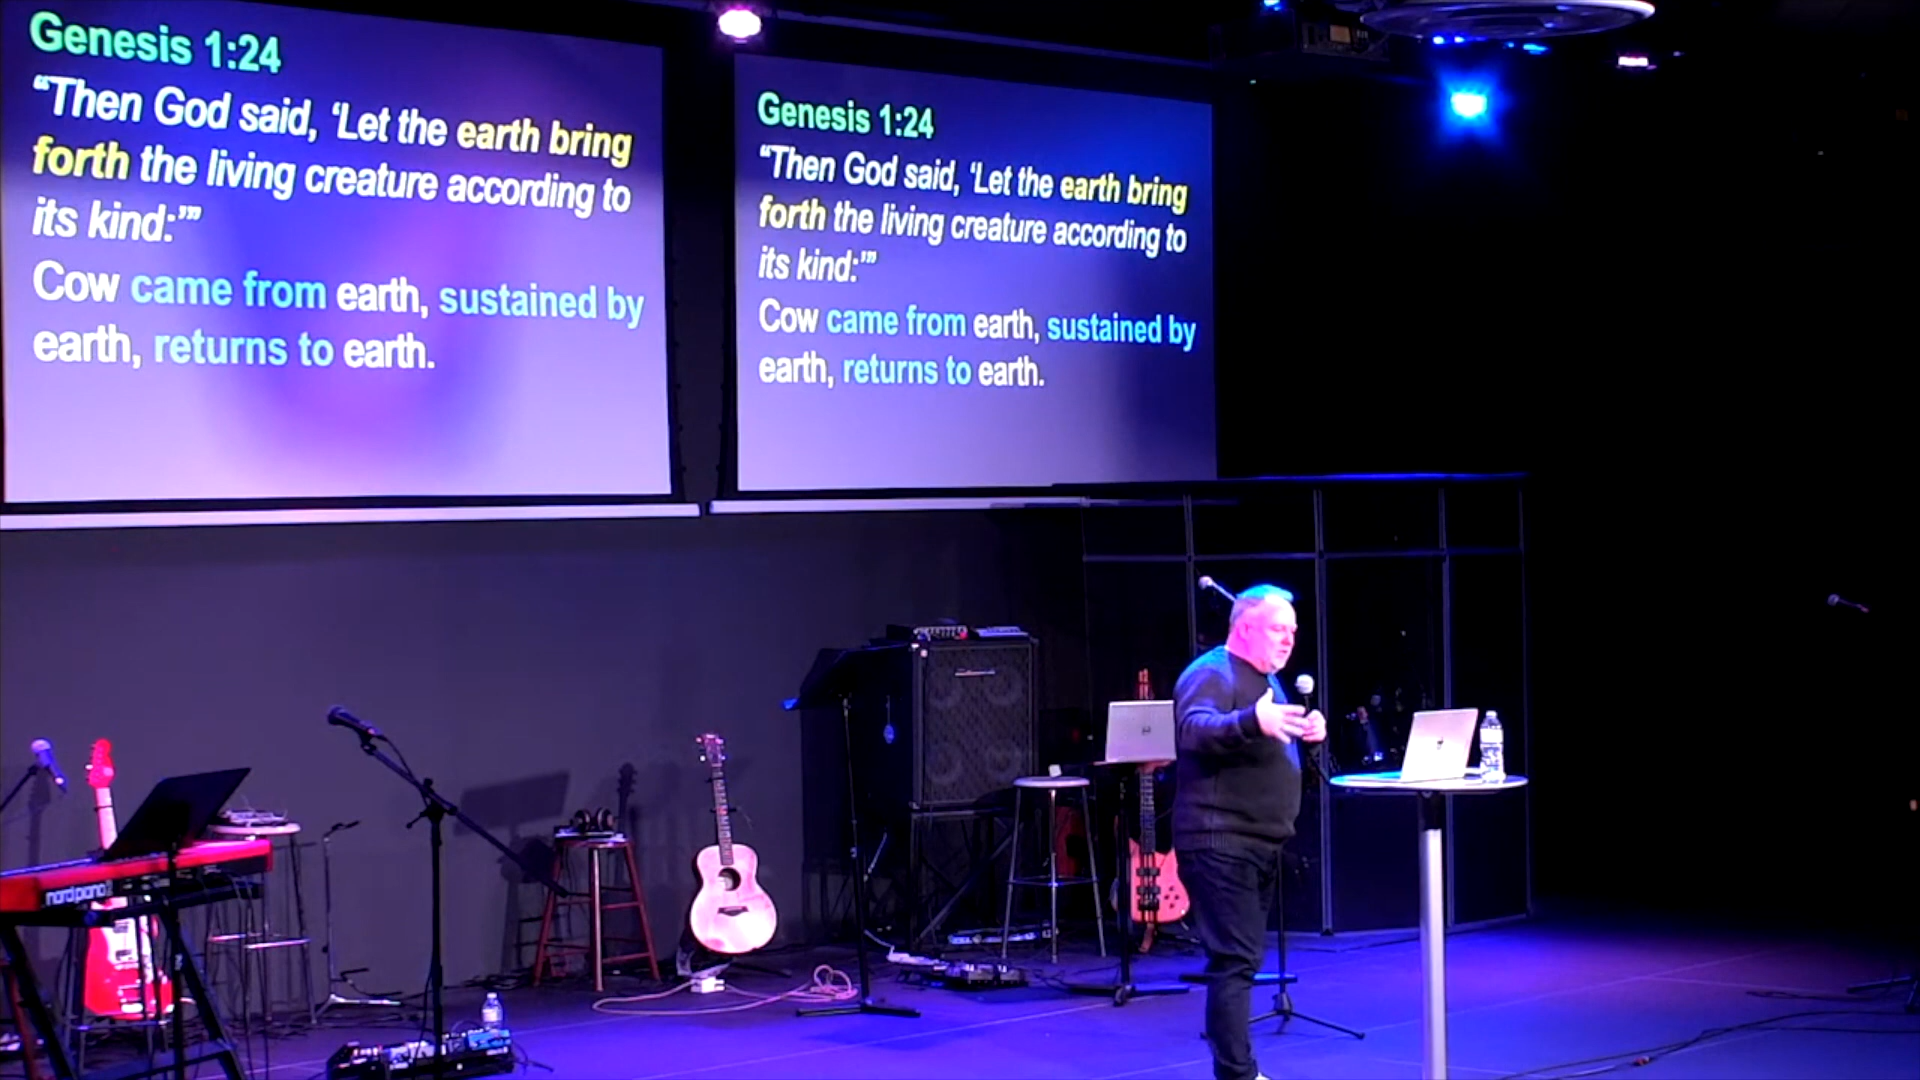 Genesis 1:24
“Then God said, ‘Let the earth bring
forth the living creature according to
its kind:’”
Cow came from earth, sustained by
earth, returns to earth.
Genesis 1:24
“Then God said, ‘Let the earth bring
forth the living creature according to
its kind:’”
Cow came from earth, sustained by
earth, returns to earth.
nord piano